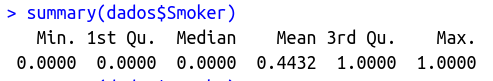 > summary(dados$Smoker)
Min. 1st Qu. Median Mean 3rd Qu. Max.
0.0000 0.0000 0.0000 0.4432 1.0000 1.0000